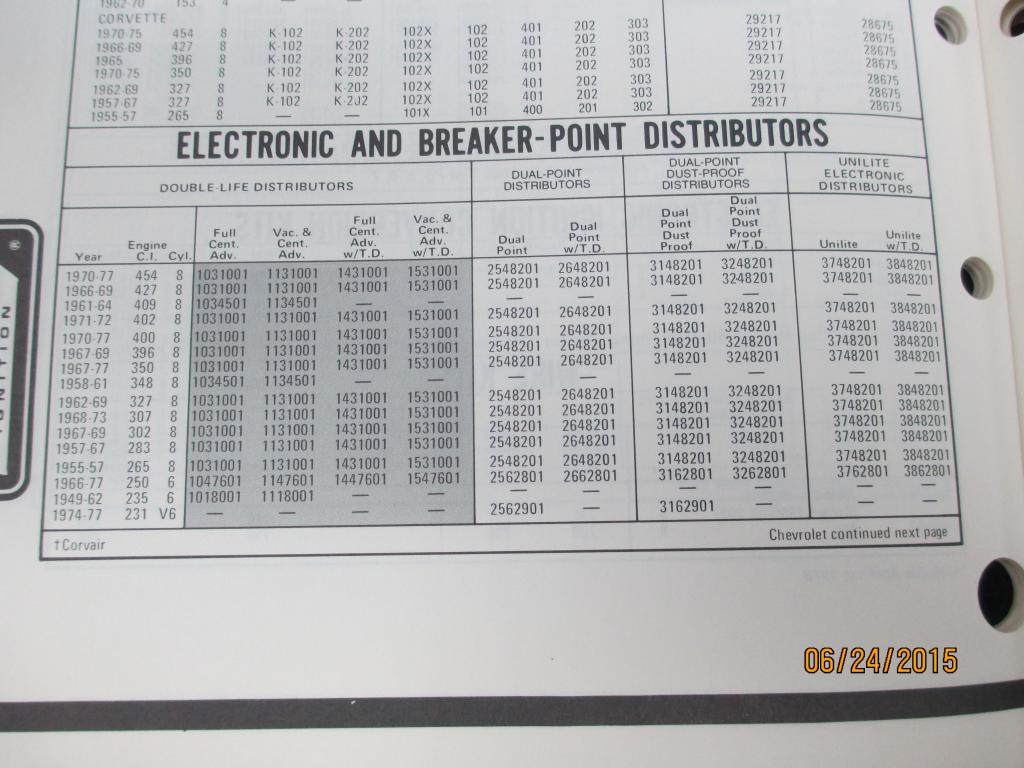 1962-70 153 4 — —
CORVETTE
1970-75 454 8 K-102 K-202 102X 102 401 202 303 29217 28675
1966-69 427 8 K-102 K-202 102X 102 401 202 303 29217 28675
1965 396 8 K-102 K-202 102X 102 401 202 303 29217 28675
1970-75 350 8 K-102 K-202 102X 102 401 202 303 29217 28675
1962-69 327 8 K-102 K-202 102X 102 401 202 303 29217 28675
1957-67 327 8 K-102 K-2J2 102X 102 401 202 303 29217 28675
1955-57 265 8 — — 101X 101 400 201 302 29217 28675
ELECTRONIC AND BREAKER-POINT DISTRIBUTORS
DOUBLE-LIFE DISTRIBUTORS
DUAL-POINT DISTRIBUTORS
DUAL-POINT DUST-PROOF DISTRIBUTORS
UNILITE ELECTRONIC DISTRIBUTORS
Year Engine C.I. Cyl. Full Cent. Adv. Vac. & Cent. Adv. Full Cent. Adv. w/T.D. Vac. & Cent. Adv. w/T.D. Dual Point Dual Point w/T.D. Dual Point Dust Proof Dual Point Dust Proof w/T.D. Unilite Unilite w/T.D.
1970-77 454 8 1031001 1131001 1431001 1531001 2548201 2648201 3148201 3248201 3748201 3848201
1966-69 427 8 1031001 1131001 1431001 1531001 2548201 2648201 3148201 3248201 3748201 3848201
1961-64 409 8 1034501 1134501 — — — — — — — —
1971-72 402 8 1031001 1131001 1431001 1531001 2548201 2648201 3148201 3248201 3748201 3848201
1970-77 400 8 1031001 1131001 1431001 1531001 2548201 2648201 3148201 3248201 3748201 3848201
1967-69 396 8 1031001 1131001 1431001 1531001 2548201 2648201 3148201 3248201 3748201 3848201
1967-77 350 8 1031001 1131001 1431001 1531001 2548201 2648201 3148201 3248201 3748201 3848201
1958-61 348 8 1034501 1134501 — — — — — — — —
1962-69 327 8 1031001 1131001 1431001 1531001 2548201 2648201 3148201 3248201 3748201 3848201
1968-73 307 8 1031001 1131001 1431001 1531001 2548201 2648201 3148201 3248201 3748201 3848201
1967-69 302 8 1031001 1131001 1431001 1531001 2548201 2648201 3148201 3248201 3748201 3848201
1957-67 283 8 1031001 1131001 1431001 1531001 2548201 2648201 3148201 3248201 3748201 3848201
1955-57 265 8 1031001 1131001 1431001 1531001 2548201 2648201 3148201 3248201 3748201 3848201
1966-77 250 6 1047601 1147601 1447601 1547601 2562801 2662801 3162801 3262801 3762801 3862801
1949-62 235 6 1018001 1118001 — — — — — — — —
1974-77 231 V6 — — — — 2562901 — 3162901 — — —
†Corvair
Chevrolet continued next page
IGNITION
®
06/24/2015